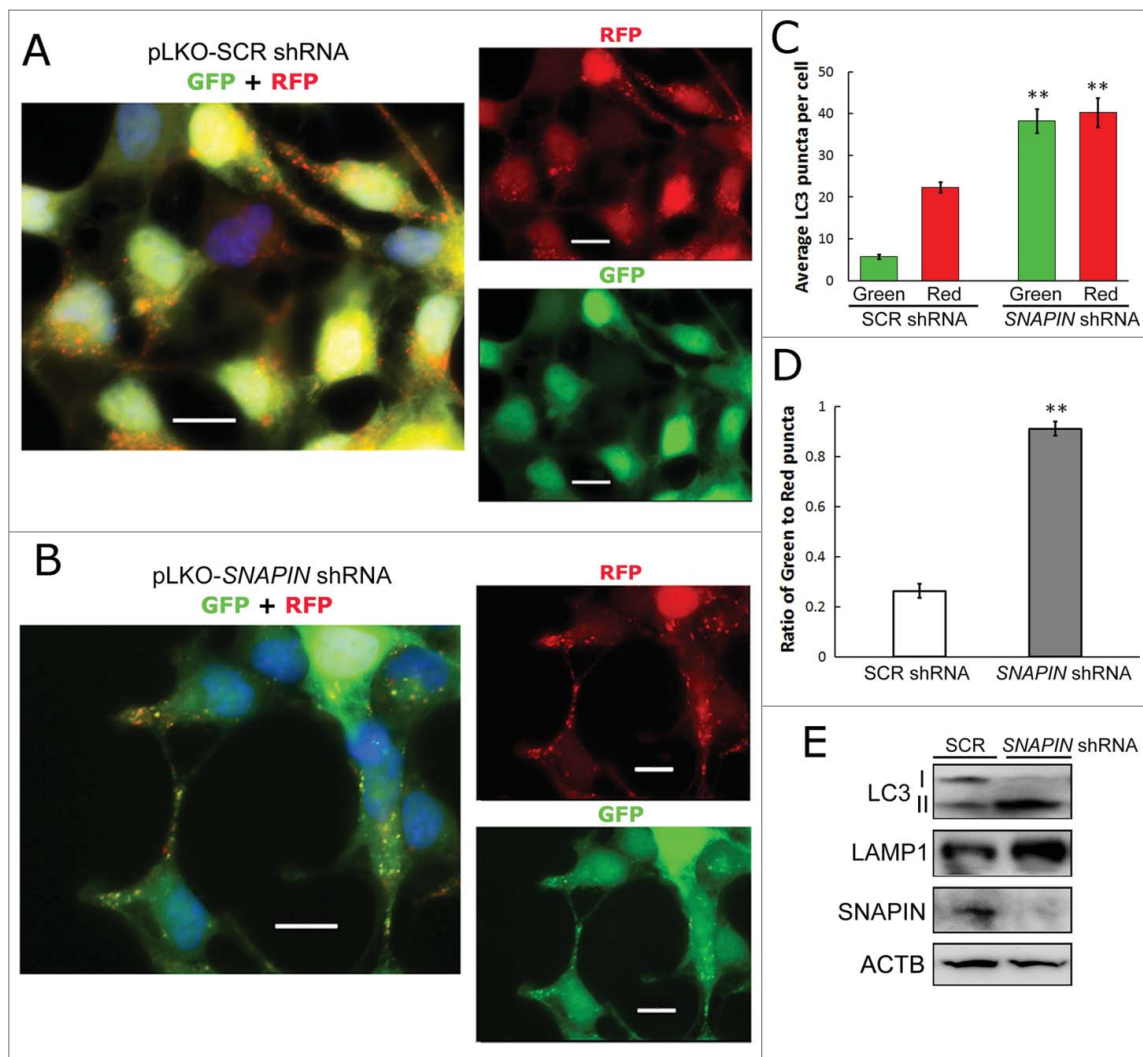 A
pLKO-SCR shRNA
GFP + RFP
RFP
GFP
B
pLKO-SNAPIN shRNA
GFP + RFP
RFP
GFP
C
Average LC3 puncta per cell
50
40
30
20
10
0
**
**
Green Red Green Red
SCR shRNA SNAPIN shRNA
D
Ratio of Green to Red puncta
1
0.8
0.6
0.4
0.2
0
**
SCR shRNA SNAPIN shRNA
E
SCR SNAPIN shRNA
LC3 I
II
LAMP1
SNAPIN
ACTB